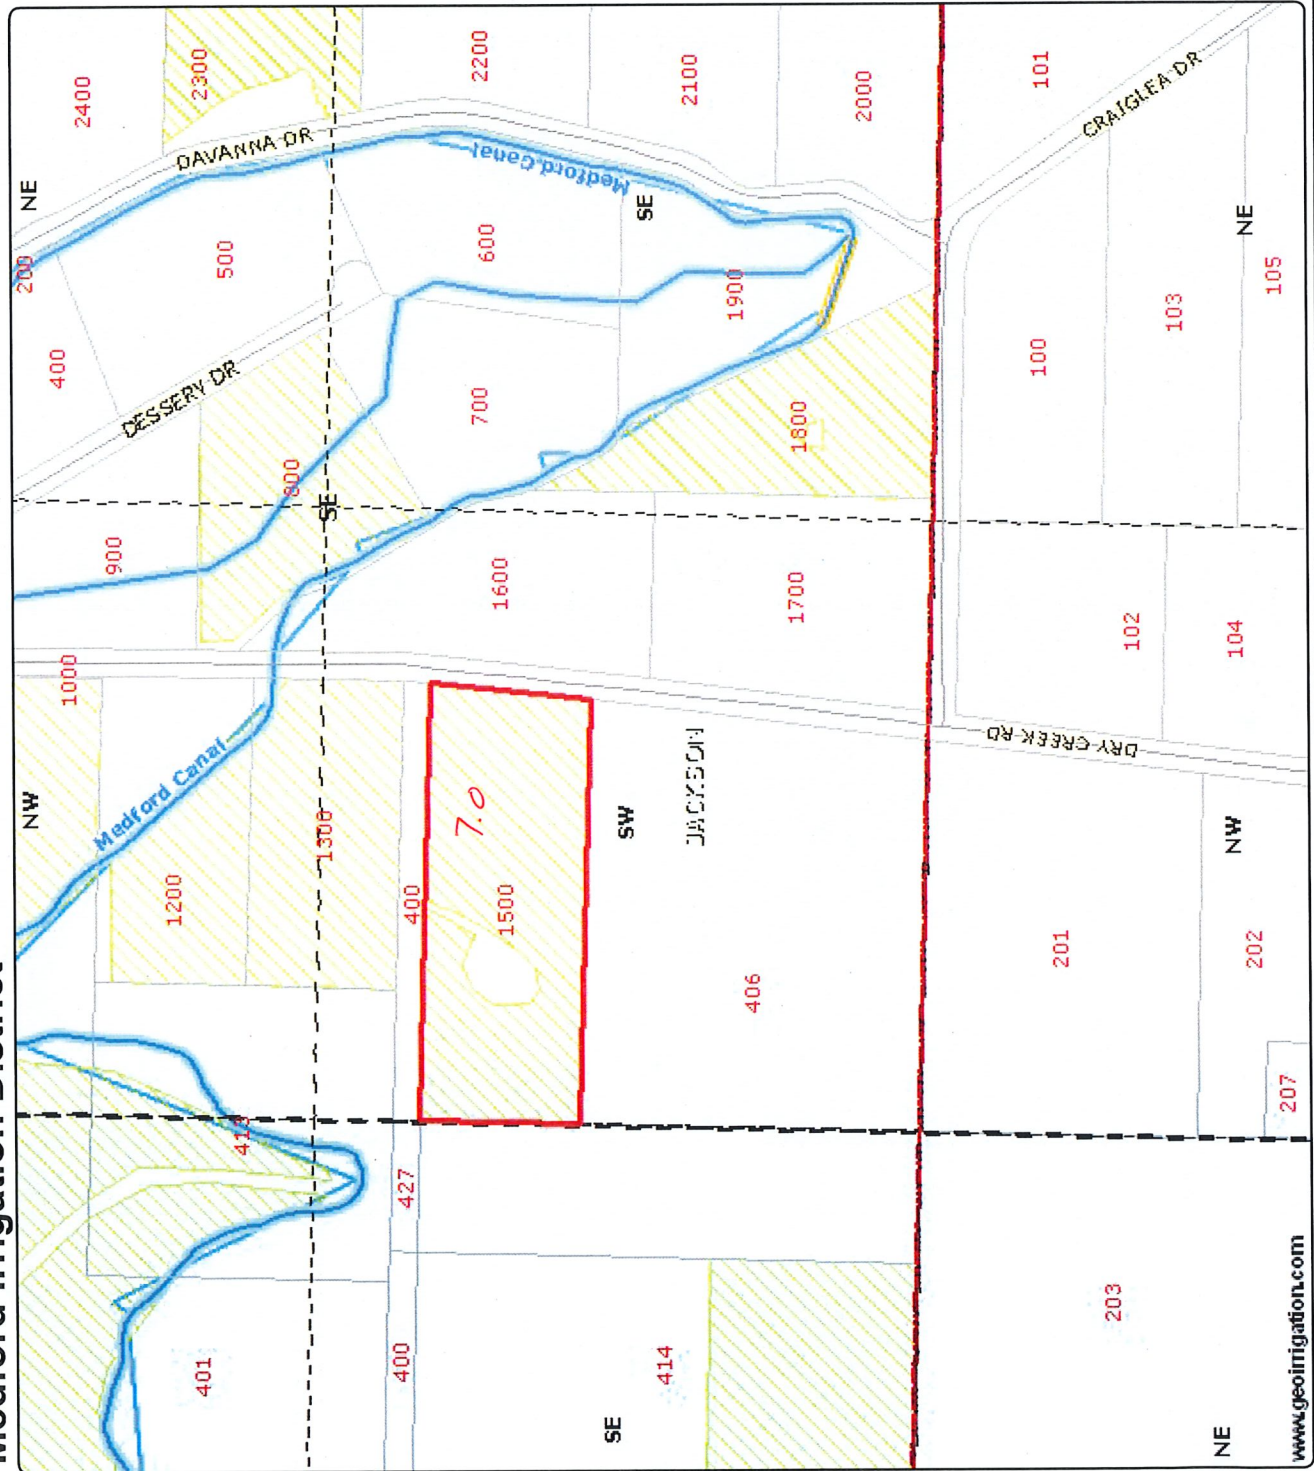 Medford Irrigation District
NW
200
NE
400
1000
2400
900
Medford Canal
1200
DESSERY DR
401
2300
500
DAVANNA DR
800
1300
SE
400
427
400
7.0
700
600
2200
1500
1600
Medford Canal
SE
SW
SE
414
JACKSON
2100
1900
406
1700
1800
2000
201
100
101
DRY CREEK RD
CRAIGLEA DR
203
102
103
NE
NW
104
NE
202
105
207
www.geoirrigation.com